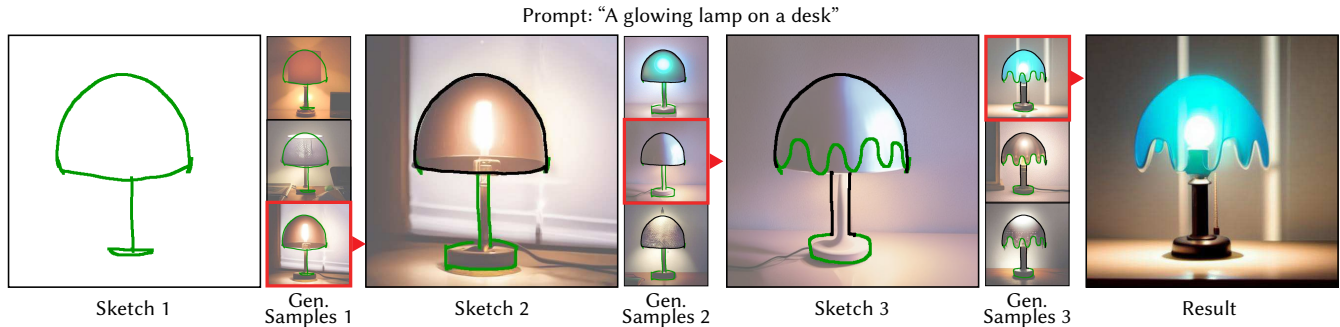 Prompt: “A glowing lamp on a desk”
Sketch 1
Gen.
Samples 1
Sketch 2
Gen.
Samples 2
Sketch 3
Gen.
Samples 3
Result